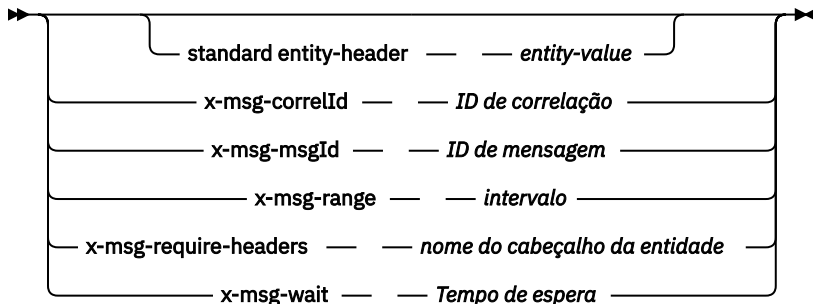 standard entity-header — entity-value
x-msg-correlId — ID de correlação
x-msg-msgId — ID de mensagem
x-msg-range — intervalo
x-msg-require-headers — nome do cabeçalho da entidade
x-msg-wait — Tempo de espera